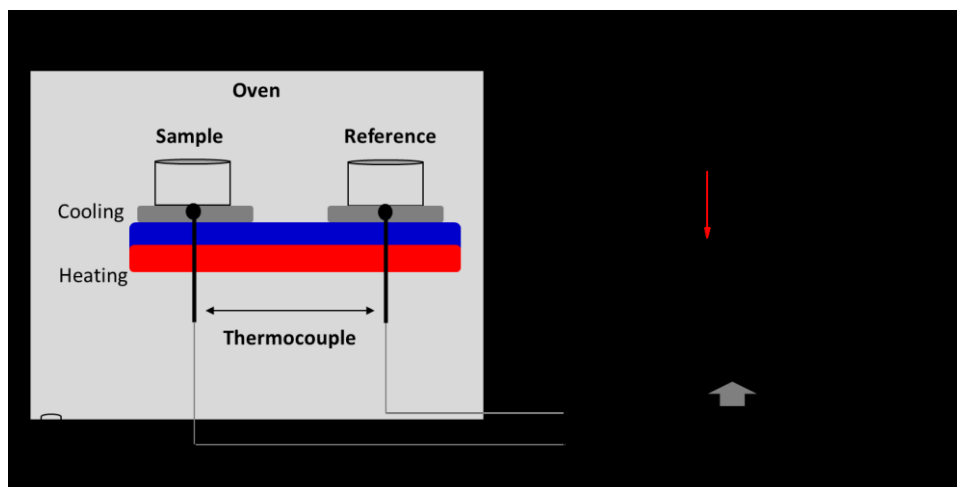 Oven
Sample
Reference
Cooling
Heating
Thermocouple